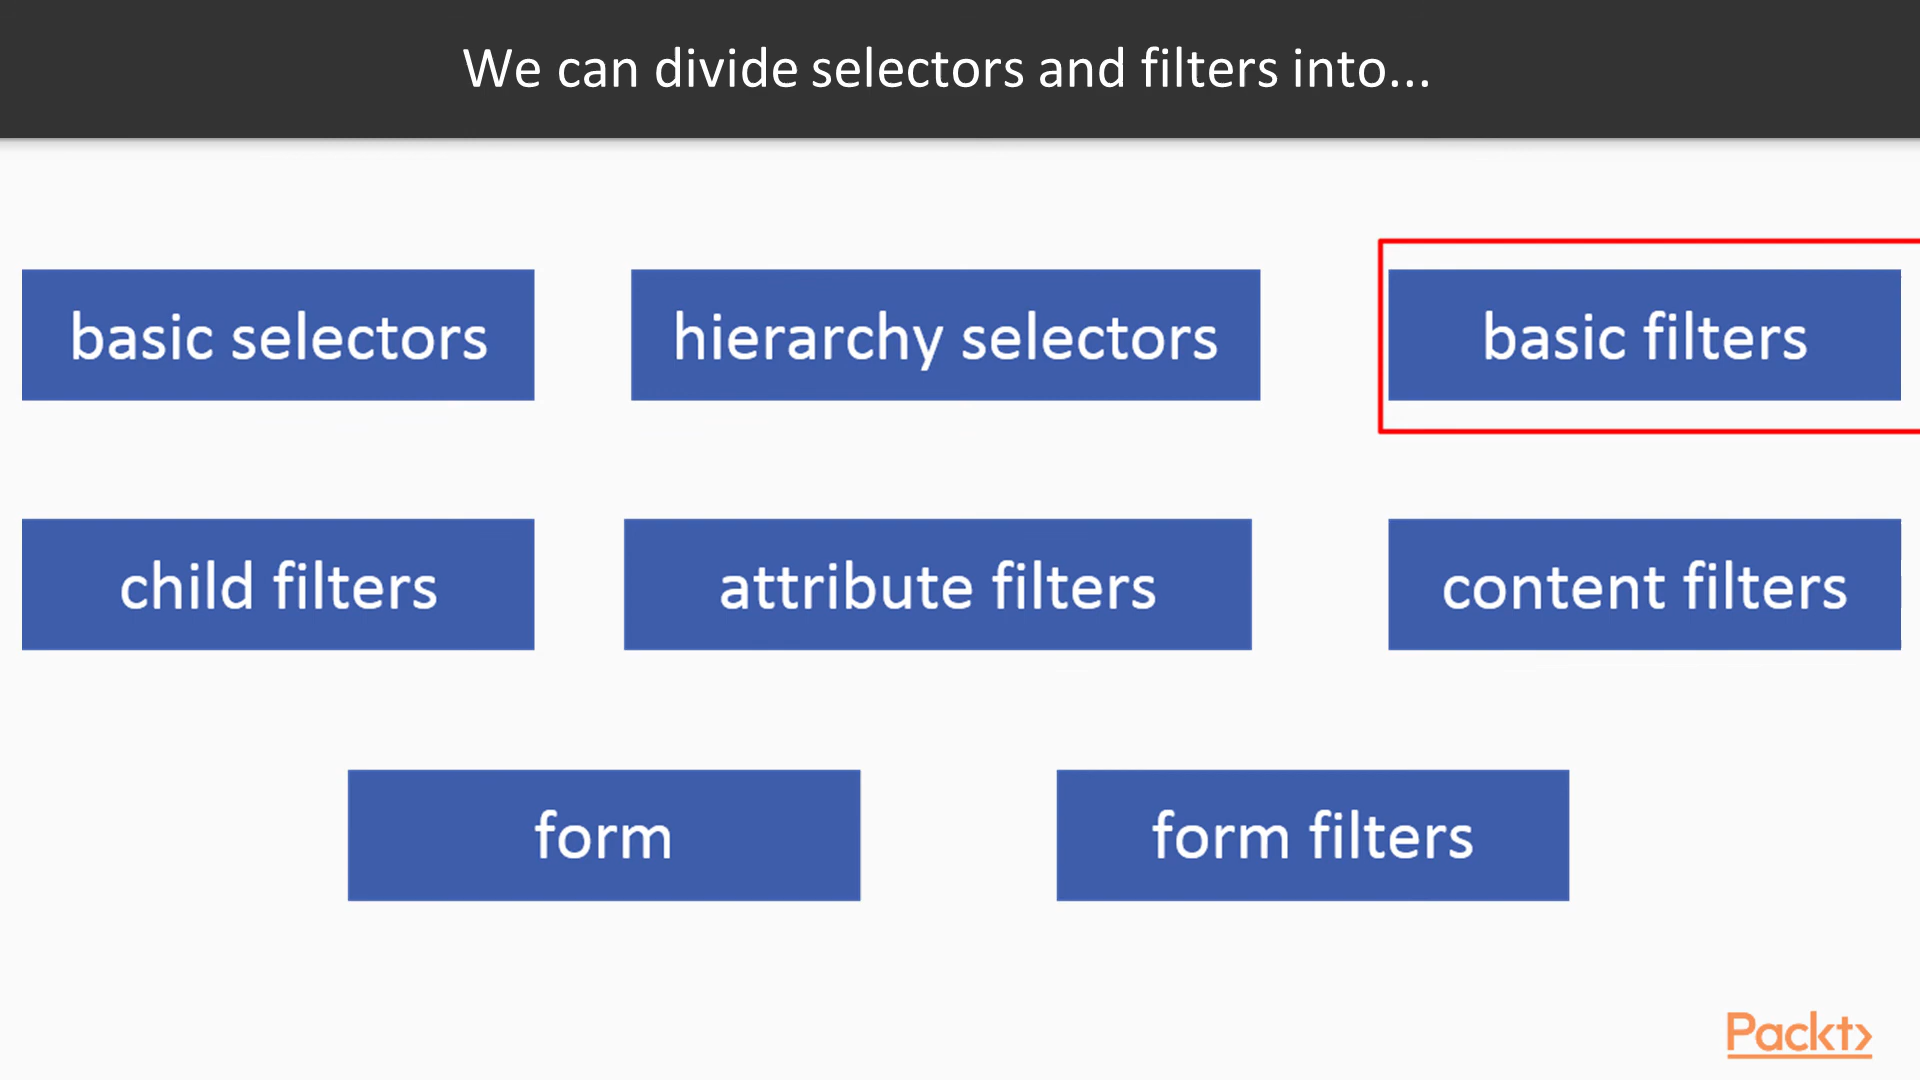 We can divide selectors and filters into...
basic selectors
hierarchy selectors
basic filters
child filters
attribute filters
content filters
form
form filters
Packt>